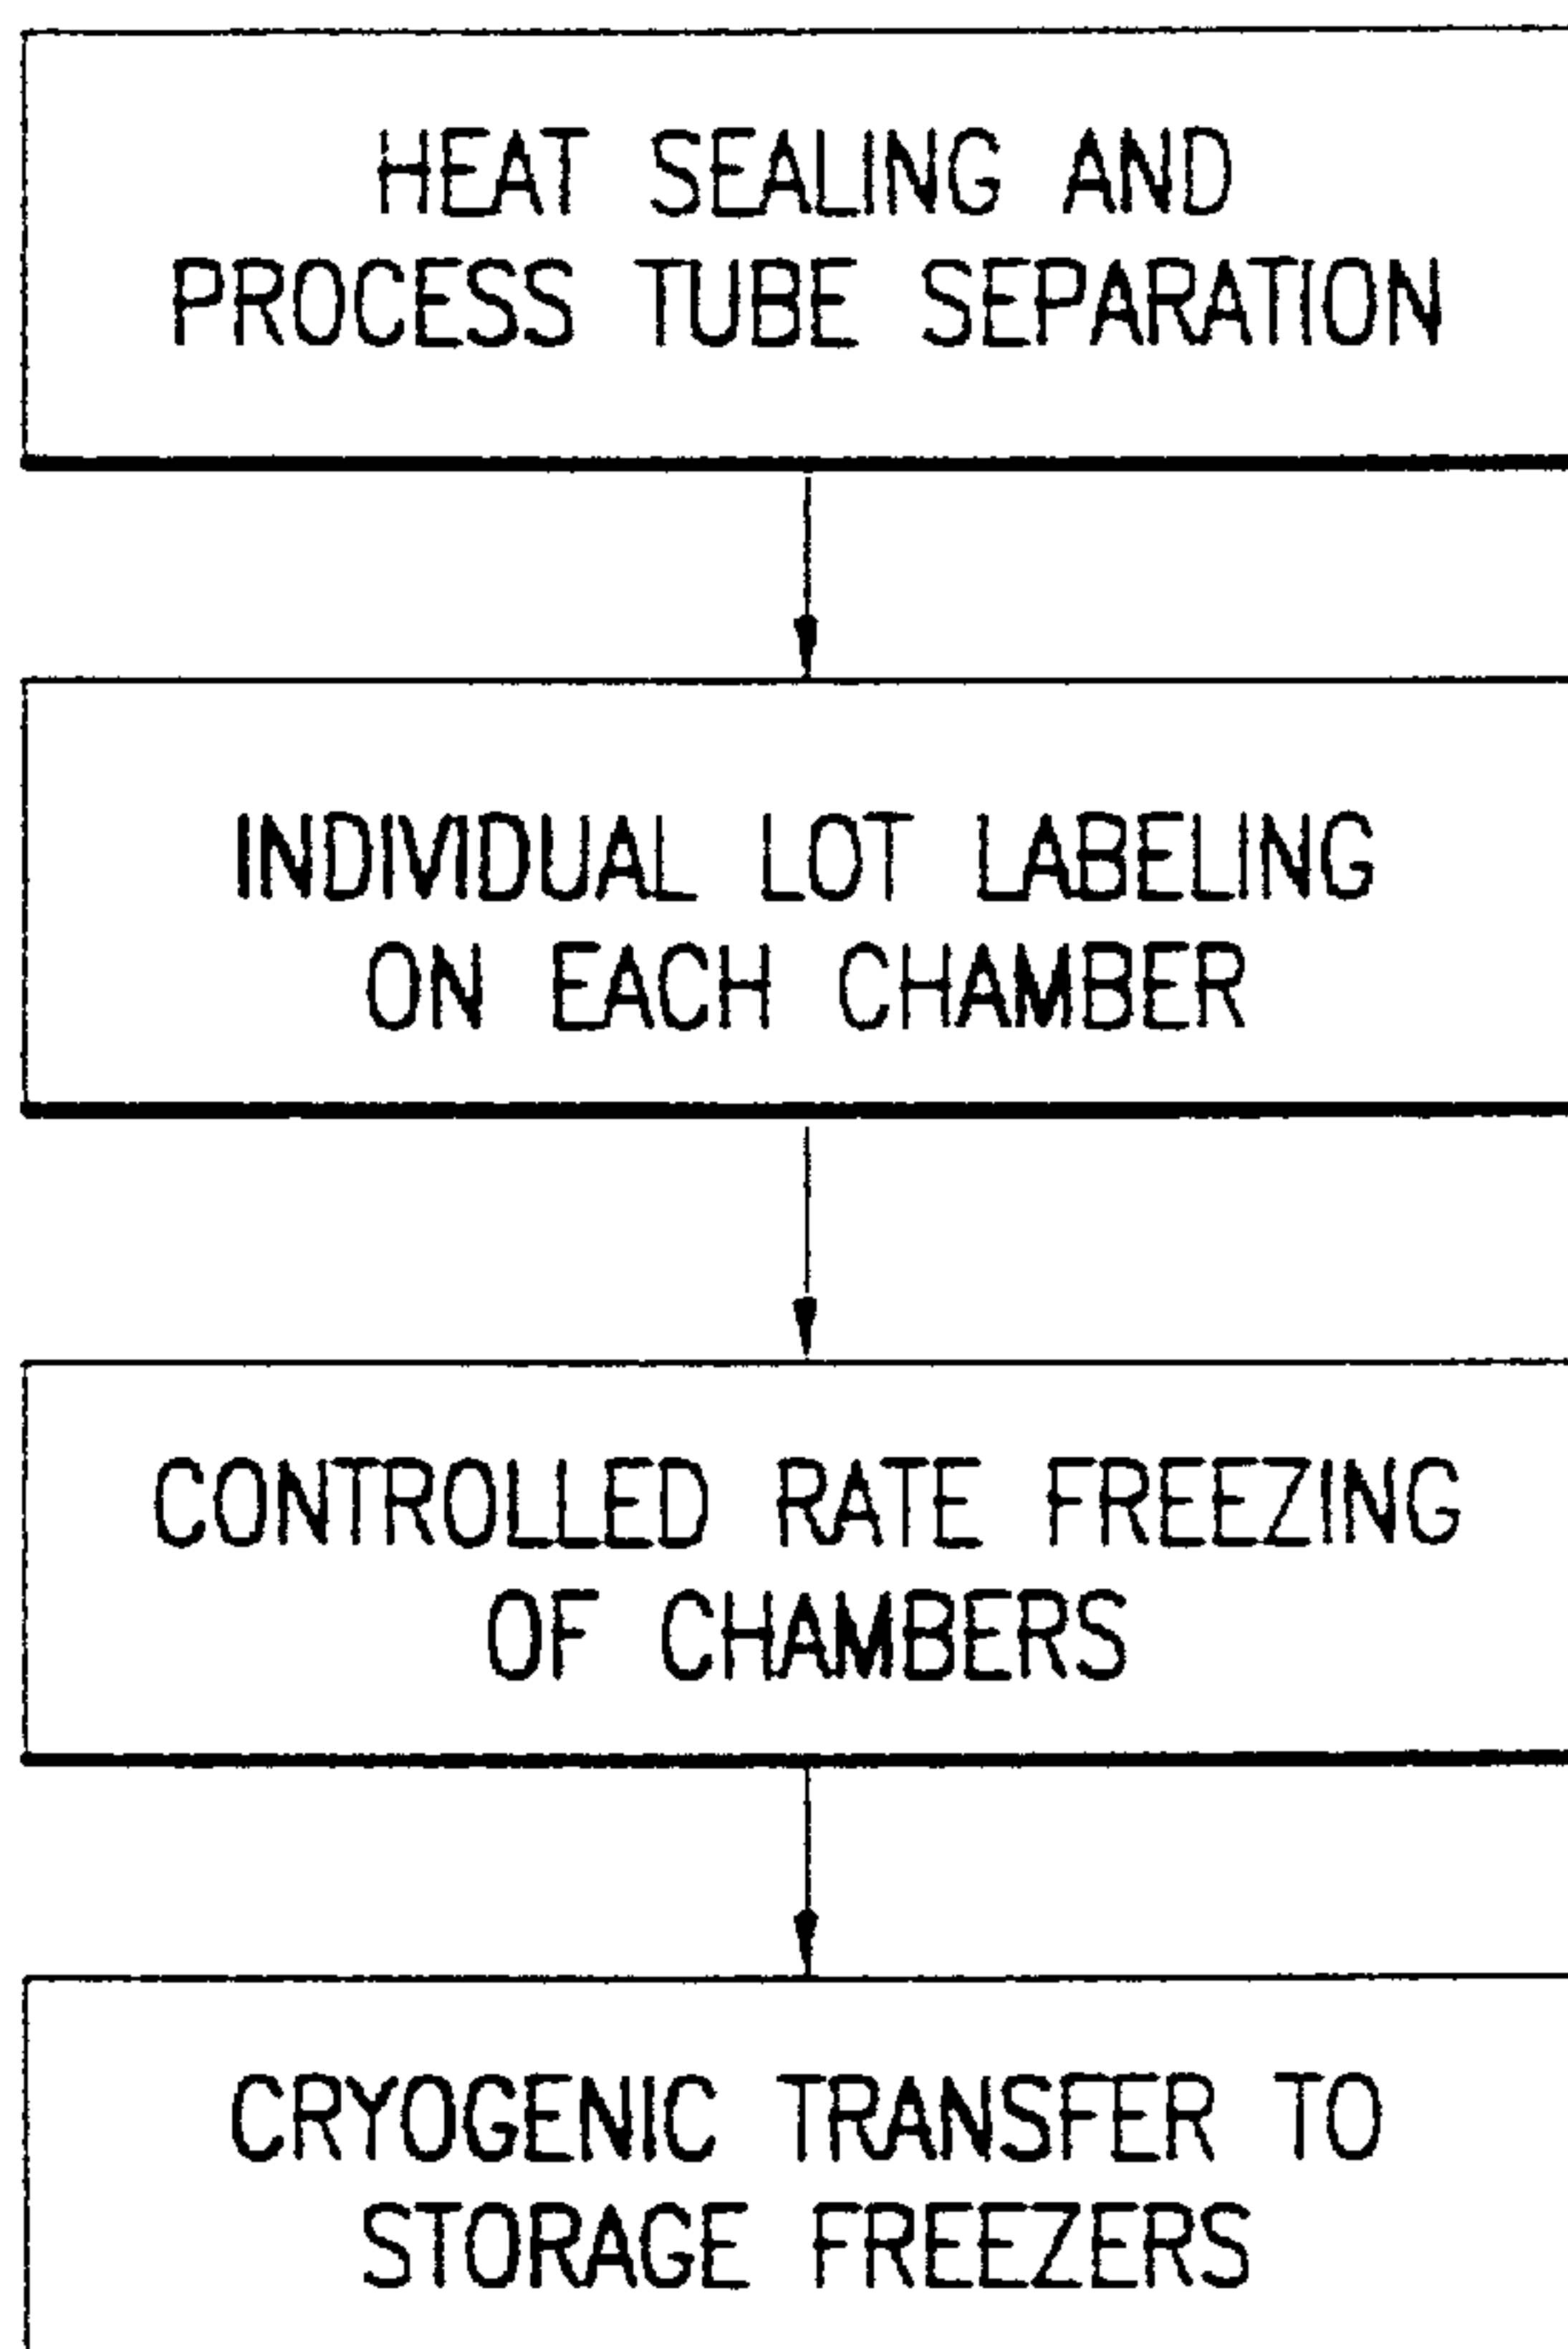 HEAT SEALING AND
PROCESS TUBE SEPARATION
INDIVIDUAL LOT LABELING
ON EACH CHAMBER
CONTROLLED RATE FREEZING
OF CHAMBERS
CRYOGENIC TRANSFER TO
STORAGE FREEZERS